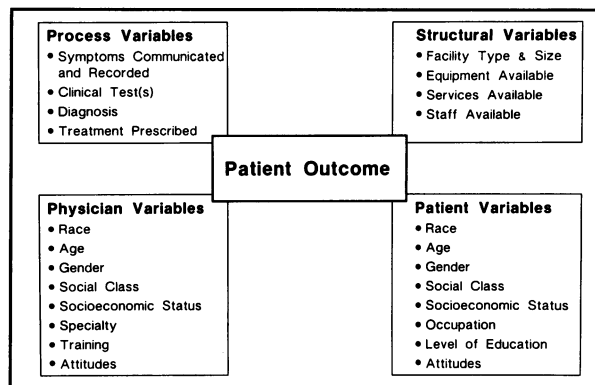 Process Variables
• Symptoms Communicated
and Recorded
• Clinical Test(s)
• Diagnosis
• Treatment Prescribed
Structural Variables
• Facility Type & Size
• Equipment Available
• Services Available
• Staff Available
Patient Outcome
Physician Variables
• Race
• Age
• Gender
• Social Class
• Socioeconomic Status
• Specialty
• Training
• Attitudes
Patient Variables
• Race
• Age
• Gender
• Social Class
• Socioeconomic Status
• Occupation
• Level of Education
• Attitudes